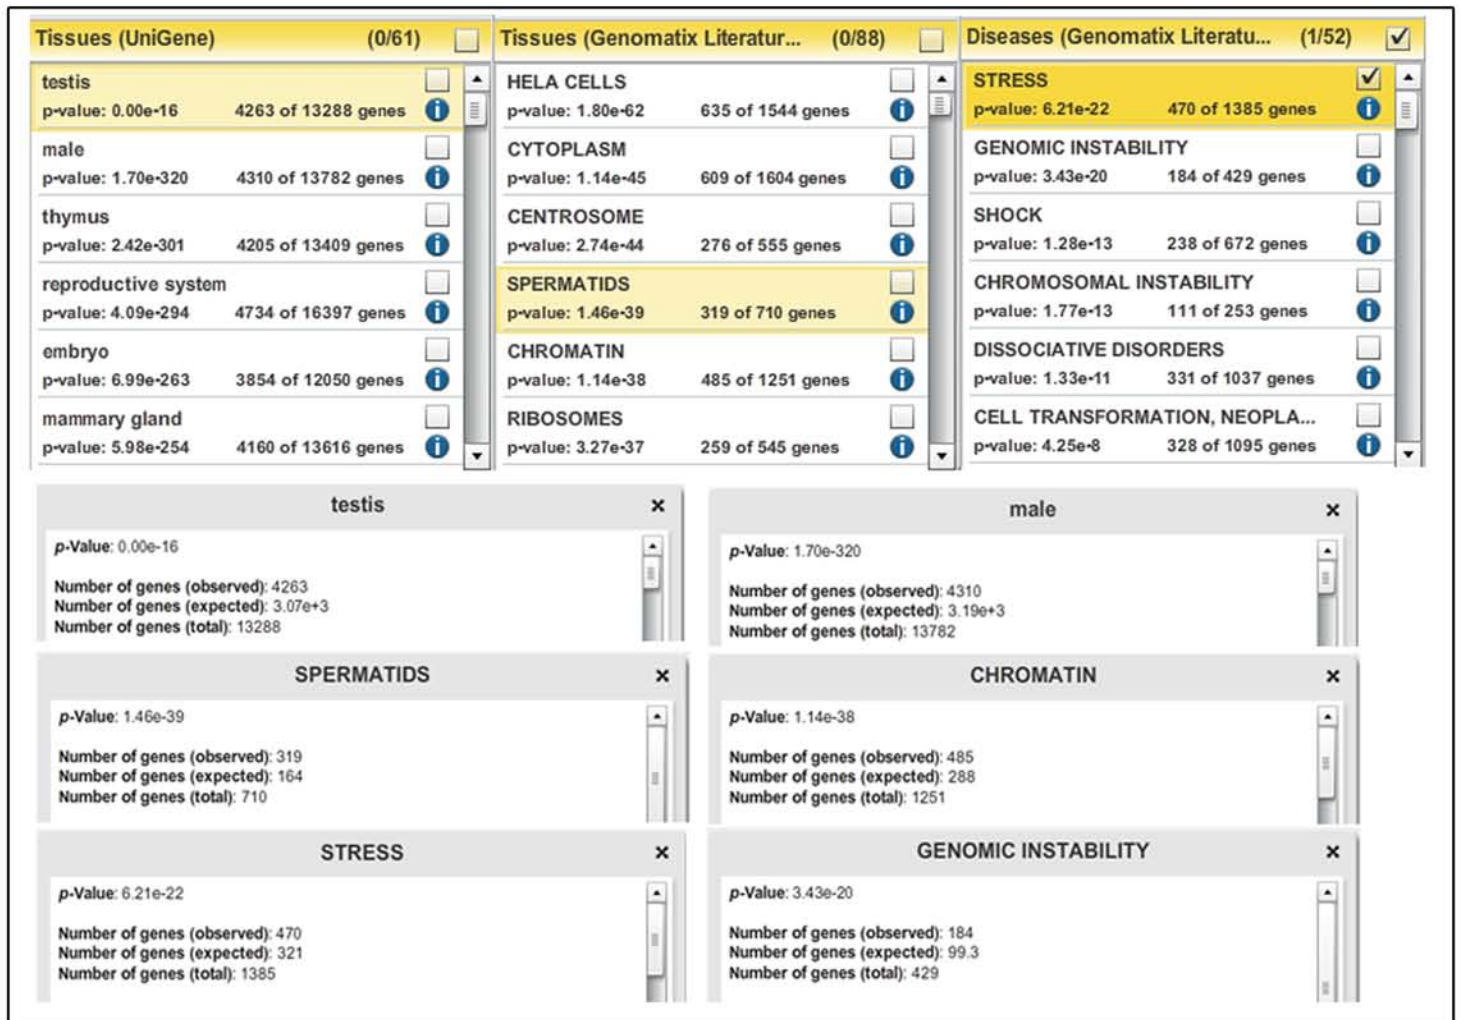 Tissues (UniGene) (0/61)
testis
p-value: 0.00e-16 4263 of 13288 genes
male
p-value: 1.70e-320 4310 of 13782 genes
thymus
p-value: 2.42e-301 4205 of 13409 genes
reproductive system
p-value: 4.09e-294 4734 of 16397 genes
embryo
p-value: 6.99e-263 3854 of 12050 genes
mammary gland
p-value: 5.98e-254 4160 of 13616 genes
Tissues (Genomatix Literatur... (0/88)
HELA CELLS
p-value: 1.80e-62 635 of 1544 genes
CYTOPLASM
p-value: 1.14e-45 609 of 1604 genes
CENTROSOME
p-value: 2.74e-44 276 of 555 genes
SPERMATIDS
p-value: 1.46e-39 319 of 710 genes
CHROMATIN
p-value: 1.14e-38 485 of 1251 genes
RIBOSOMES
p-value: 3.27e-37 259 of 545 genes
Diseases (Genomatix Literatu... (1/52)
STRESS
p-value: 6.21e-22 470 of 1385 genes
GENOMIC INSTABILITY
p-value: 3.43e-20 184 of 429 genes
SHOCK
p-value: 1.28e-13 238 of 672 genes
CHROMOSOMAL INSTABILITY
p-value: 1.77e-13 111 of 253 genes
DISSOCIATIVE DISORDERS
p-value: 1.33e-11 331 of 1037 genes
CELL TRANSFORMATION, NEOPLA...
p-value: 4.25e-8 328 of 1095 genes
testis
p-Value: 0.00e-16
Number of genes (observed): 4263
Number of genes (expected): 3.07e+3
Number of genes (total): 13288
male
p-Value: 1.70e-320
Number of genes (observed): 4310
Number of genes (expected): 3.19e+3
Number of genes (total): 13782
SPERMATIDS
p-Value: 1.46e-39
Number of genes (observed): 319
Number of genes (expected): 164
Number of genes (total): 710
CHROMATIN
p-Value: 1.14e-38
Number of genes (observed): 485
Number of genes (expected): 288
Number of genes (total): 1251
STRESS
p-Value: 6.21e-22
Number of genes (observed): 470
Number of genes (expected): 321
Number of genes (total): 1385
GENOMIC INSTABILITY
p-Value: 3.43e-20
Number of genes (observed): 184
Number of genes (expected): 99.3
Number of genes (total): 429